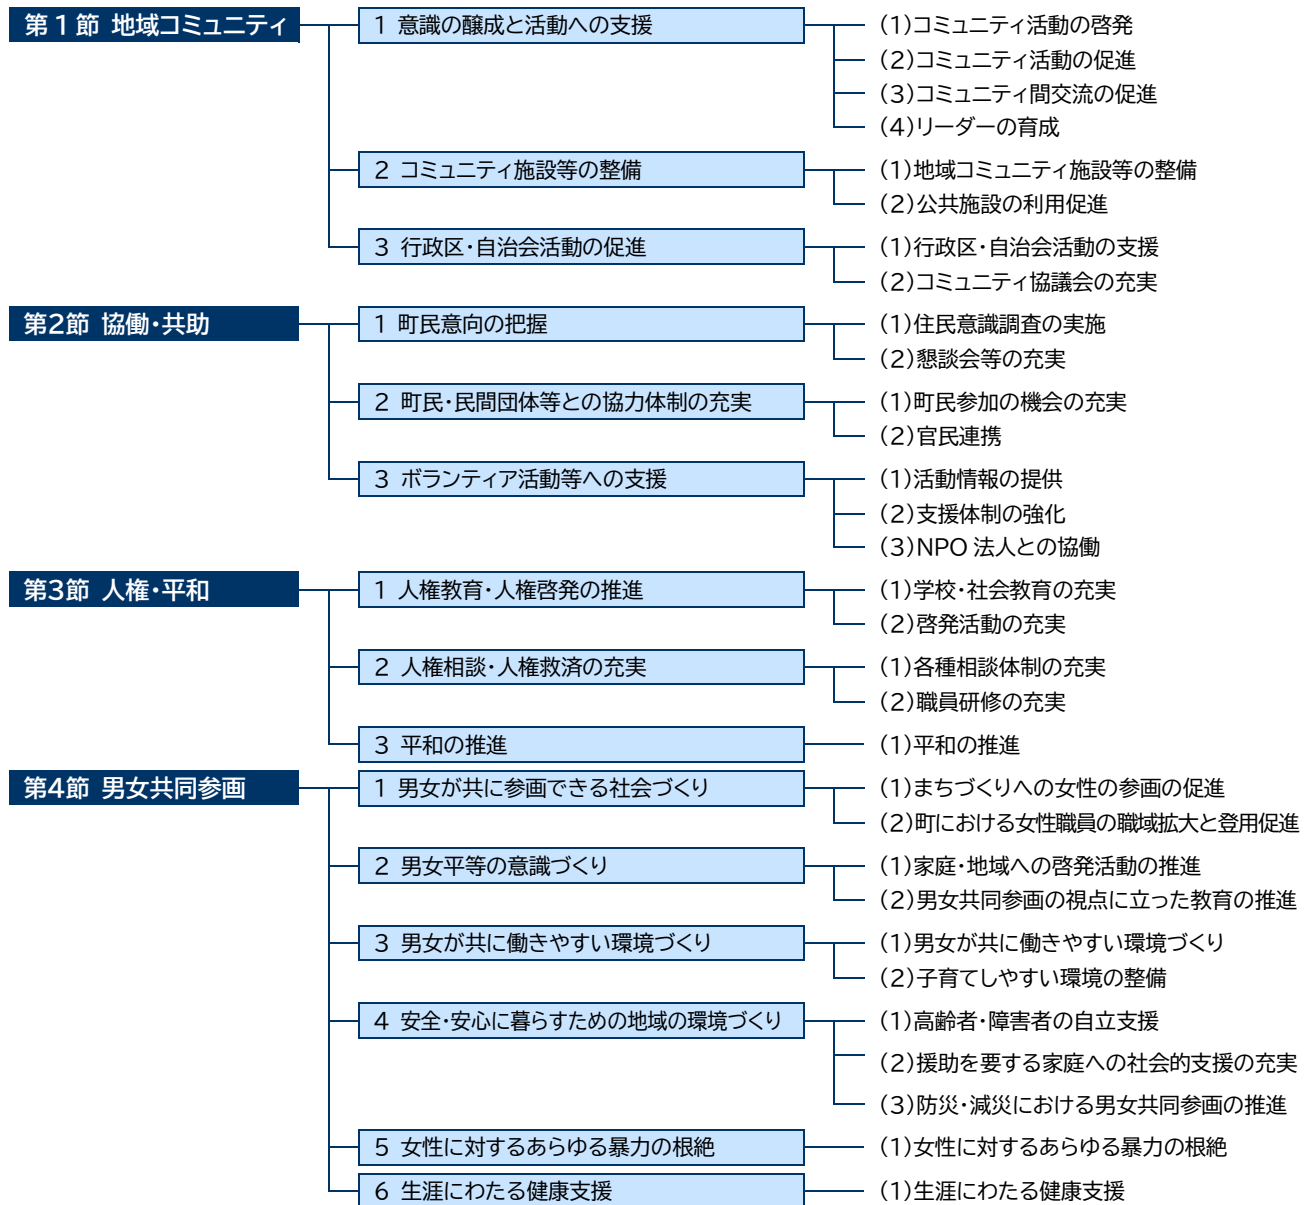 第1節 地域コミュニティ
1 意識の醸成と活動への支援
(1)コミュニティ活動の啓発
(2)コミュニティ活動の促進
(3)コミュニティ間交流の促進
(4)リーダーの育成
2 コミュニティ施設等の整備
(1)地域コミュニティ施設等の整備
(2)公共施設の利用促進
3 行政区・自治会活動の促進
(1)行政区・自治会活動の支援
(2)コミュニティ協議会の充実
第2節 協働・共助
1 町民意向の把握
(1)住民意識調査の実施
(2)懇談会等の充実
2 町民・民間団体等との協力体制の充実
(1)町民参加の機会の充実
(2)官民連携
3 ボランティア活動等への支援
(1)活動情報の提供
(2)支援体制の強化
(3)NPO 法人との協働
第3節 人権・平和
1 人権教育・人権啓発の推進
(1)学校・社会教育の充実
(2)啓発活動の充実
2 人権相談・人権救済の充実
(1)各種相談体制の充実
(2)職員研修の充実
3 平和の推進
(1)平和の推進
第4節 男女共同参画
1 男女が共に参画できる社会づくり
(1)まちづくりへの女性の参画の促進
(2)町における女性職員の職域拡大と登用促進
2 男女平等の意識づくり
(1)家庭・地域への啓発活動の推進
(2)男女共同参画の視点に立った教育の推進
3 男女が共に働きやすい環境づくり
(1)男女が共に働きやすい環境づくり
(2)子育てしやすい環境の整備
4 安全・安心に暮らすための地域の環境づくり
(1)高齢者・障害者の自立支援
(2)援助を要する家庭への社会的支援の充実
(3)防災・減災における男女共同参画の推進
5 女性に対するあらゆる暴力の根絶
(1)女性に対するあらゆる暴力の根絶
6 生涯にわたる健康支援
(1)生涯にわたる健康支援